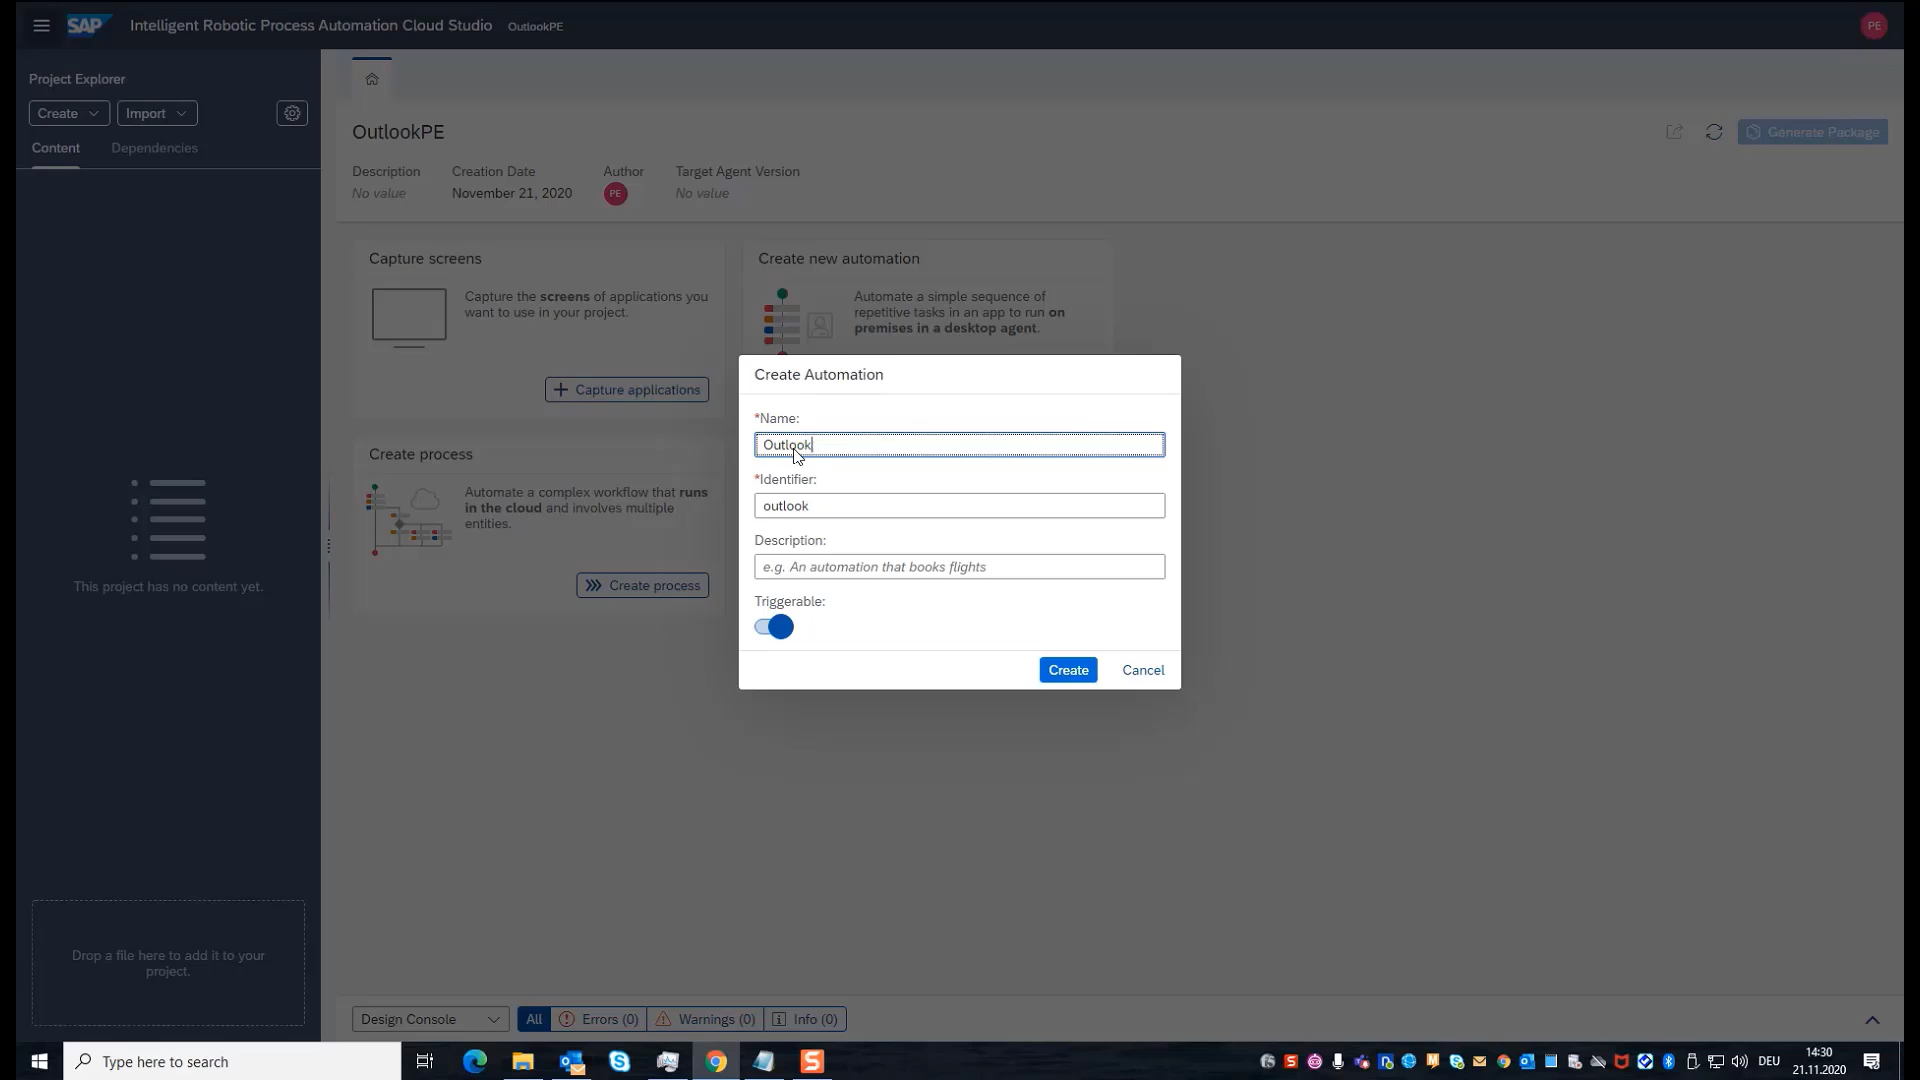 SAP Intelligent Robotic Process Automation Cloud Studio OutlookPE PE
Project Explorer
Create Import
Content Dependencies
This project has no content yet.
Drop a file here to add it to your
project.
OutlookPE
Generate Package
Description Creation Date Author Target Agent Version
No value November 21, 2020 PE No value
Capture screens
Capture the screens of applications you
want to use in your project.
Capture applications
Create new automation
Automate a simple sequence of
repetitive tasks in an app to run on
premises in a desktop agent.
Create process
Automate a complex workflow that runs
in the cloud and involves multiple
entities.
Create process
Create Automation
*Name:
Outlook
*Identifier:
outlook
Description:
e.g. An automation that books flights
Triggerable:
Create Cancel
Design Console All Errors (0) Warnings (0) Info (0)
Type here to search
DEU
14:30
21.11.2020